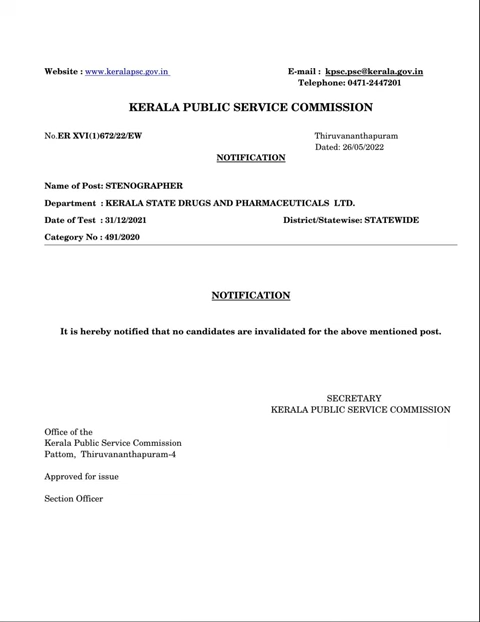 Website : www.keralapsc.gov.in E-mail : kpsc.psc@kerala.gov.in
Telephone: 0471-2447201
KERALA PUBLIC SERVICE COMMISSION
No.ER XVI(1)672/22/EW Thiruvananthapuram
Dated: 26/05/2022
NOTIFICATION
Name of Post: STENOGRAPHER
Department : KERALA STATE DRUGS AND PHARMACEUTICALS LTD.
Date of Test : 31/12/2021 District/Statewise: STATEWIDE
Category No : 491/2020
NOTIFICATION
It is hereby notified that no candidates are invalidated for the above mentioned post.
SECRETARY
KERALA PUBLIC SERVICE COMMISSION
Office of the
Kerala Public Service Commission
Pattom, Thiruvananthapuram-4
Approved for issue
Section Officer